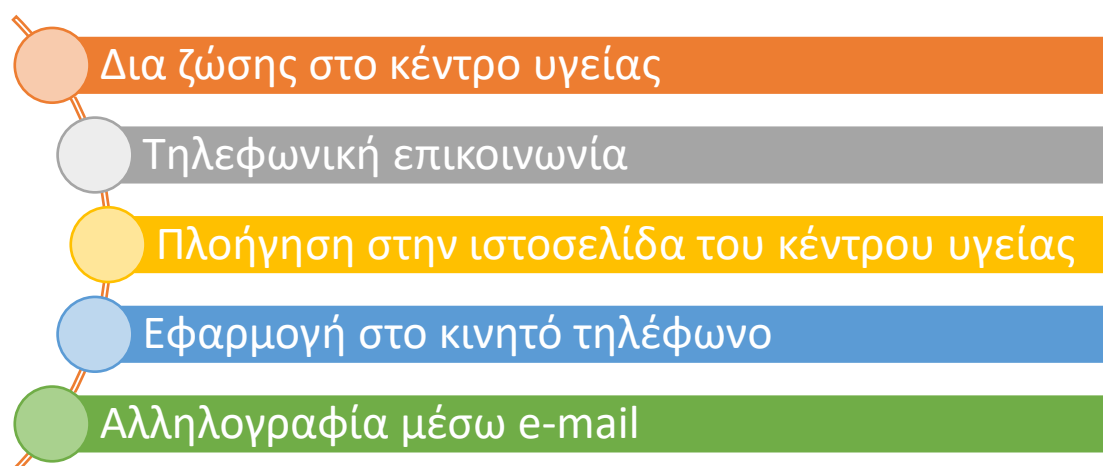 Δια ζώσης στο κέντρο υγείας
Τηλεφωνική επικοινωνία
Πλοήγηση στην ιστοσελίδα του κέντρου υγείας
Εφαρμογή στο κινητό τηλέφωνο
Αλληλογραφία μέσω e-mail